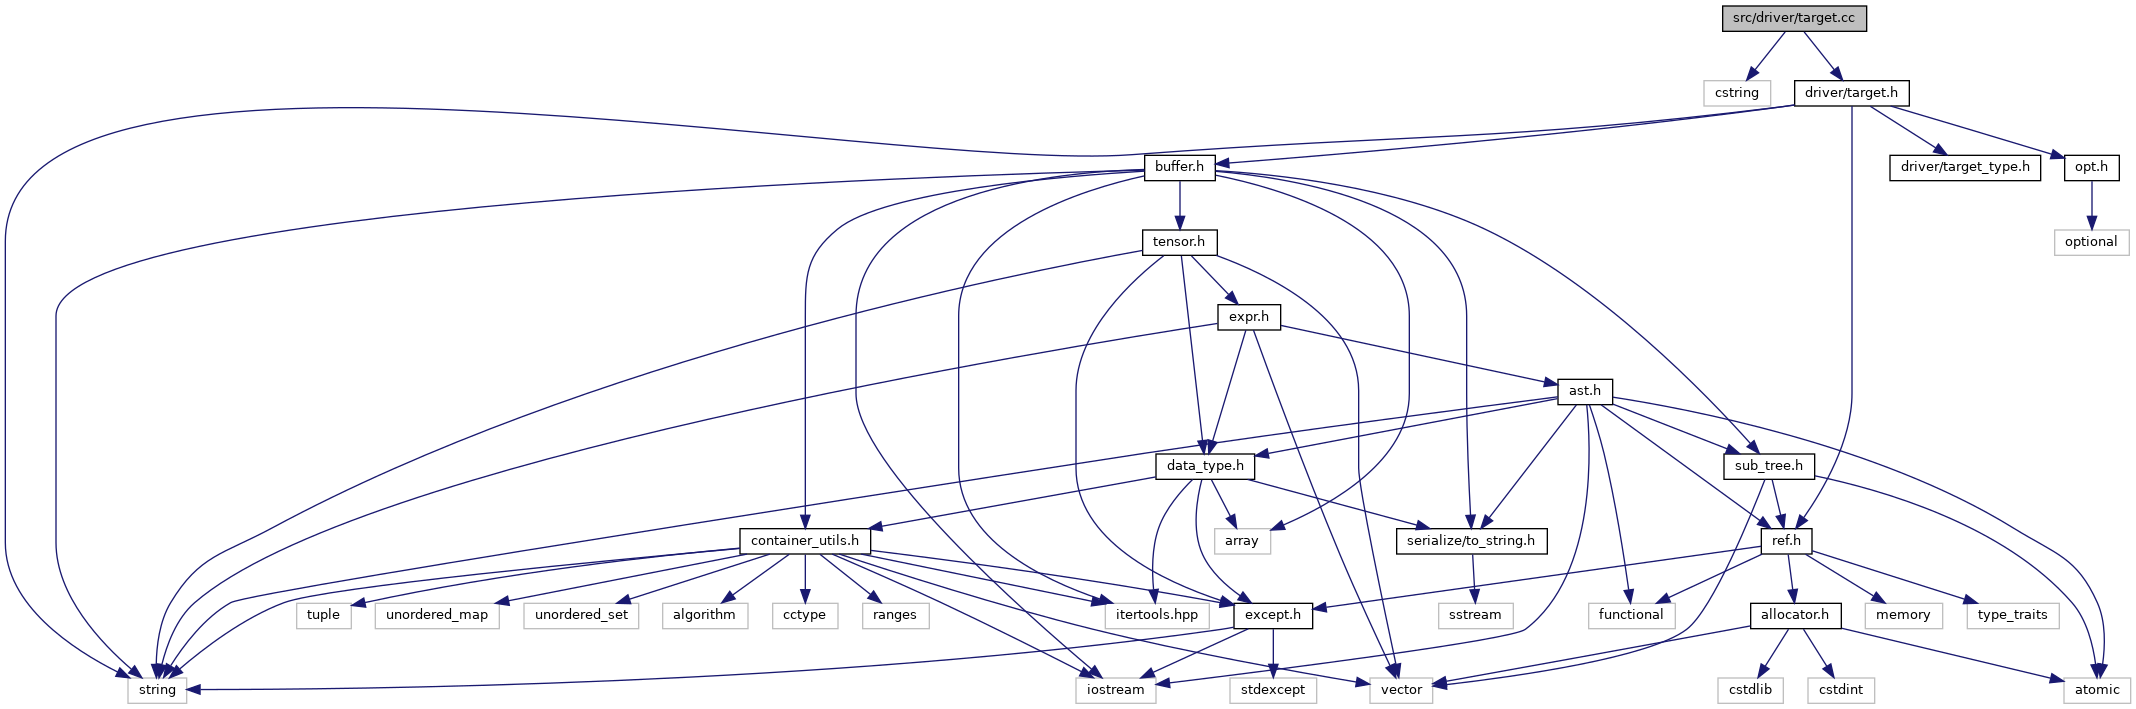 src/driver/target.cc
cstring
driver/target.h
buffer.h
driver/target_type.h
opt.h
tensor.h
optional
expr.h
ast.h
data_type.h
sub_tree.h
container_utils.h
array
serialize/to_string.h
ref.h
tuple
unordered_map
unordered_set
algorithm
cctype
ranges
itertools.hpp
except.h
sstream
functional
allocator.h
memory
type_traits
string
iostream
stdexcept
vector
cstdlib
cstdint
atomic